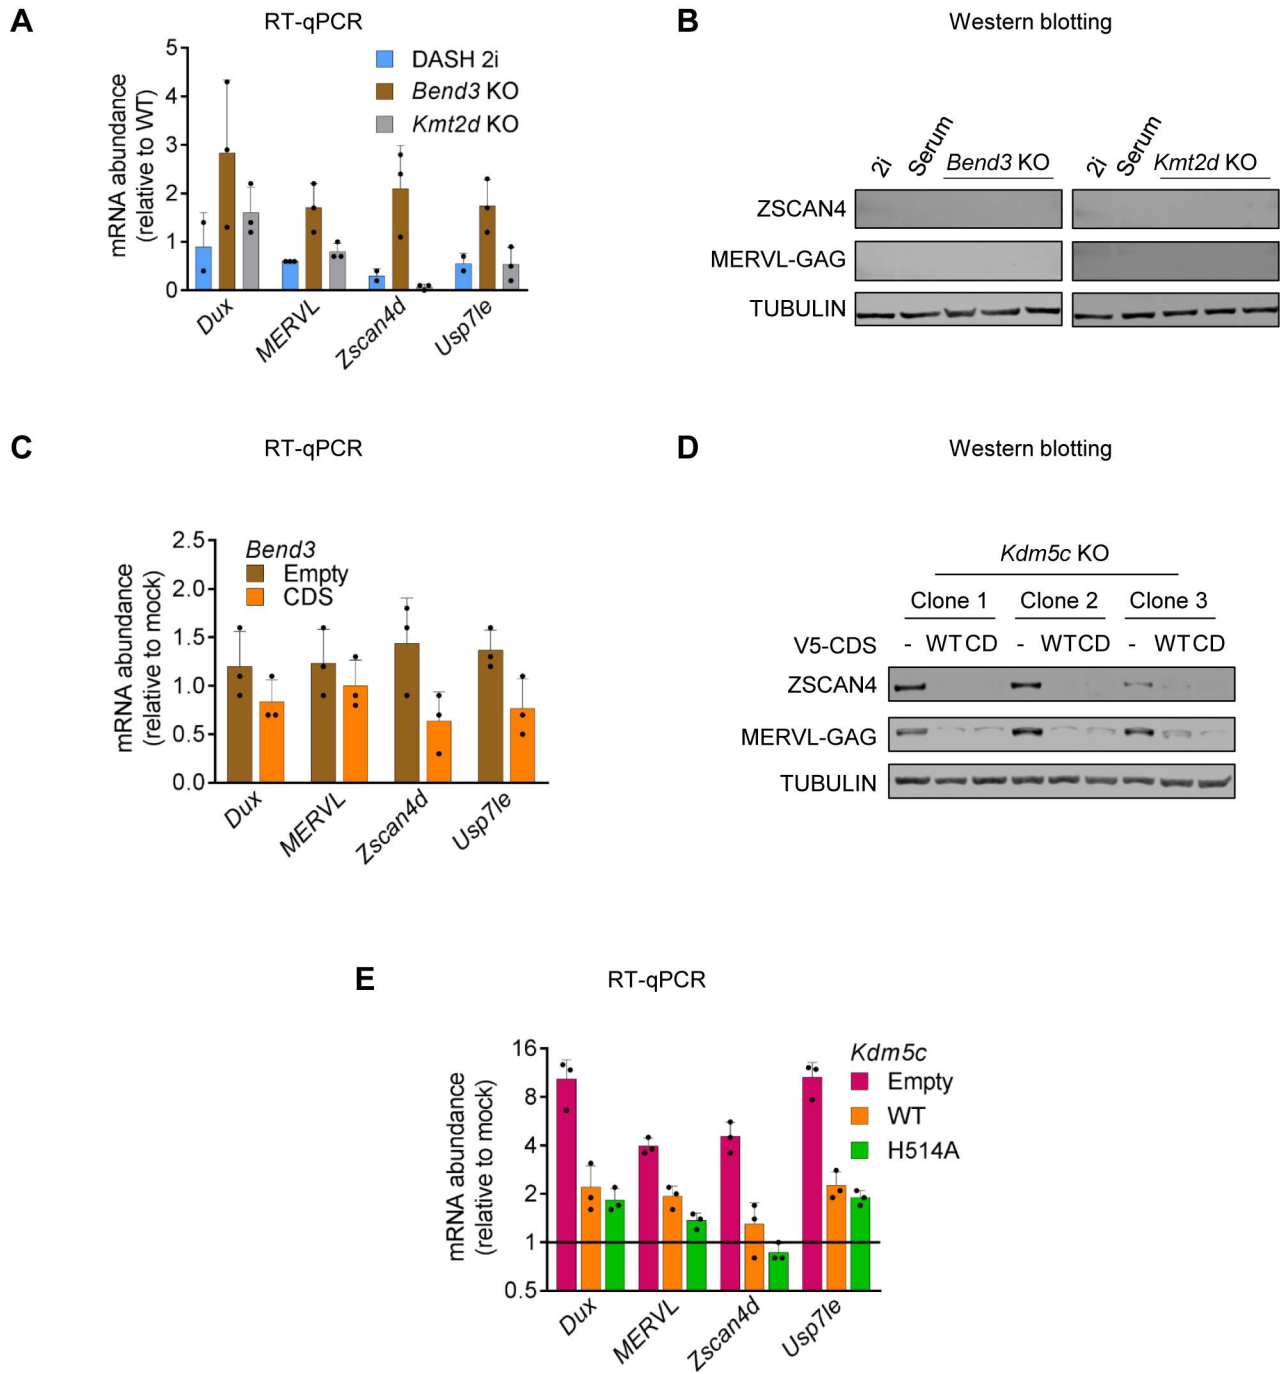 A
RT-qPCR
mRNA abundance
(relative to WT)
5
4
3
2
1
0
DASH 2i
Bend3 KO
Kmt2d KO
Dux
MERVL
Zscan4d
Usp7le
B
Western blotting
2i
Serum
Bend3 KO
2i
Serum
Kmt2d KO
ZSCAN4
MERVL-GAG
TUBULIN
C
RT-qPCR
mRNA abundance
(relative to mock)
2.5
2.0
1.5
1.0
0.5
0.0
Bend3
Empty
CDS
Dux
MERVL
Zscan4d
Usp7le
D
Western blotting
Kdm5c KO
Clone 1 Clone 2 Clone 3
V5-CDS - WT CD - WT CD - WT CD
ZSCAN4
MERVL-GAG
TUBULIN
E
RT-qPCR
mRNA abundance
(relative to mock)
16
8
4
2
1
0.5
Kdm5c
Empty
WT
H514A
Dux
MERVL
Zscan4d
Usp7le